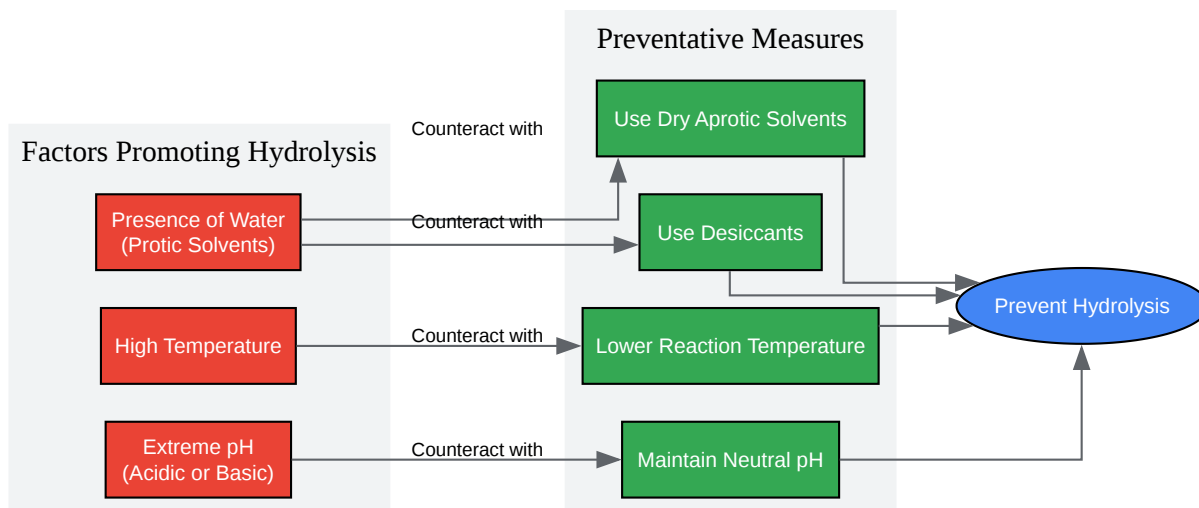 Factors Promoting Hydrolysis
Presence of Water
(Protic Solvents)
High Temperature
Extreme pH
(Acidic or Basic)
Counteract with
Counteract with
Counteract with
Counteract with
Preventative Measures
Use Dry Aprotic Solvents
Use Desiccants
Lower Reaction Temperature
Maintain Neutral pH
Prevent Hydrolysis